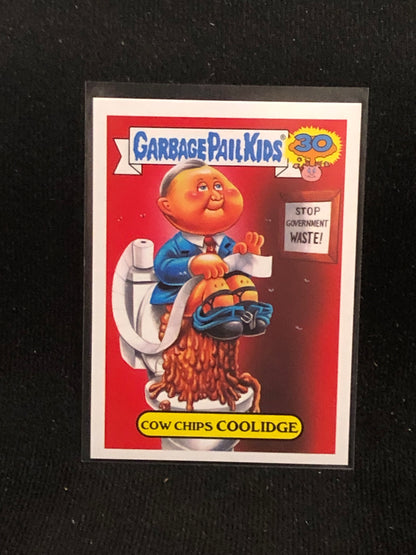 GARBAGE PAIL KIDS®
30
STOP
GOVERNMENT
WASTE!
COW CHIPS COOLIDGE